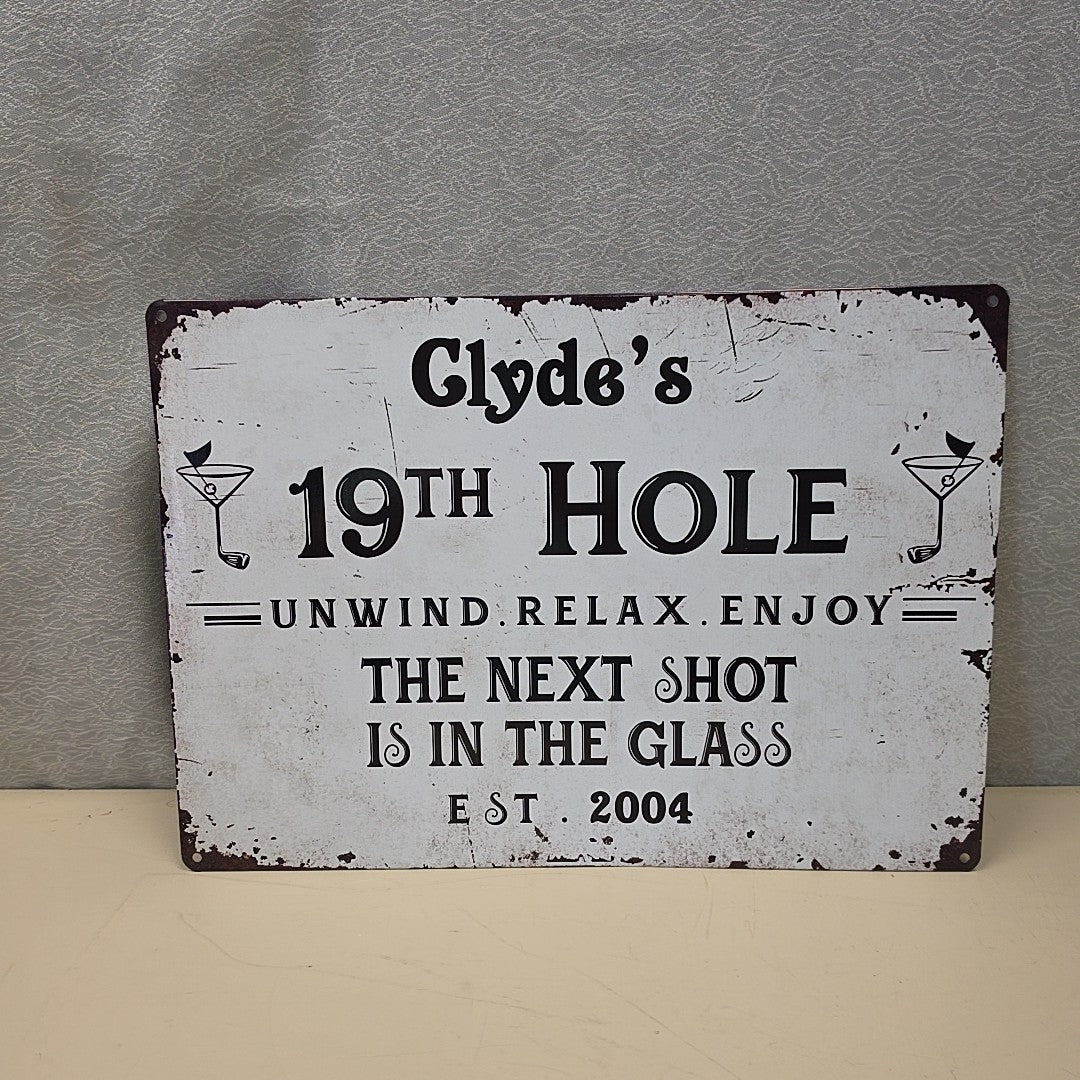 Clyde's
19TH HOLE
UNWIND.RELAX.ENJOY
THE NEXT SHOT
IS IN THE GLASS
EST. 2004